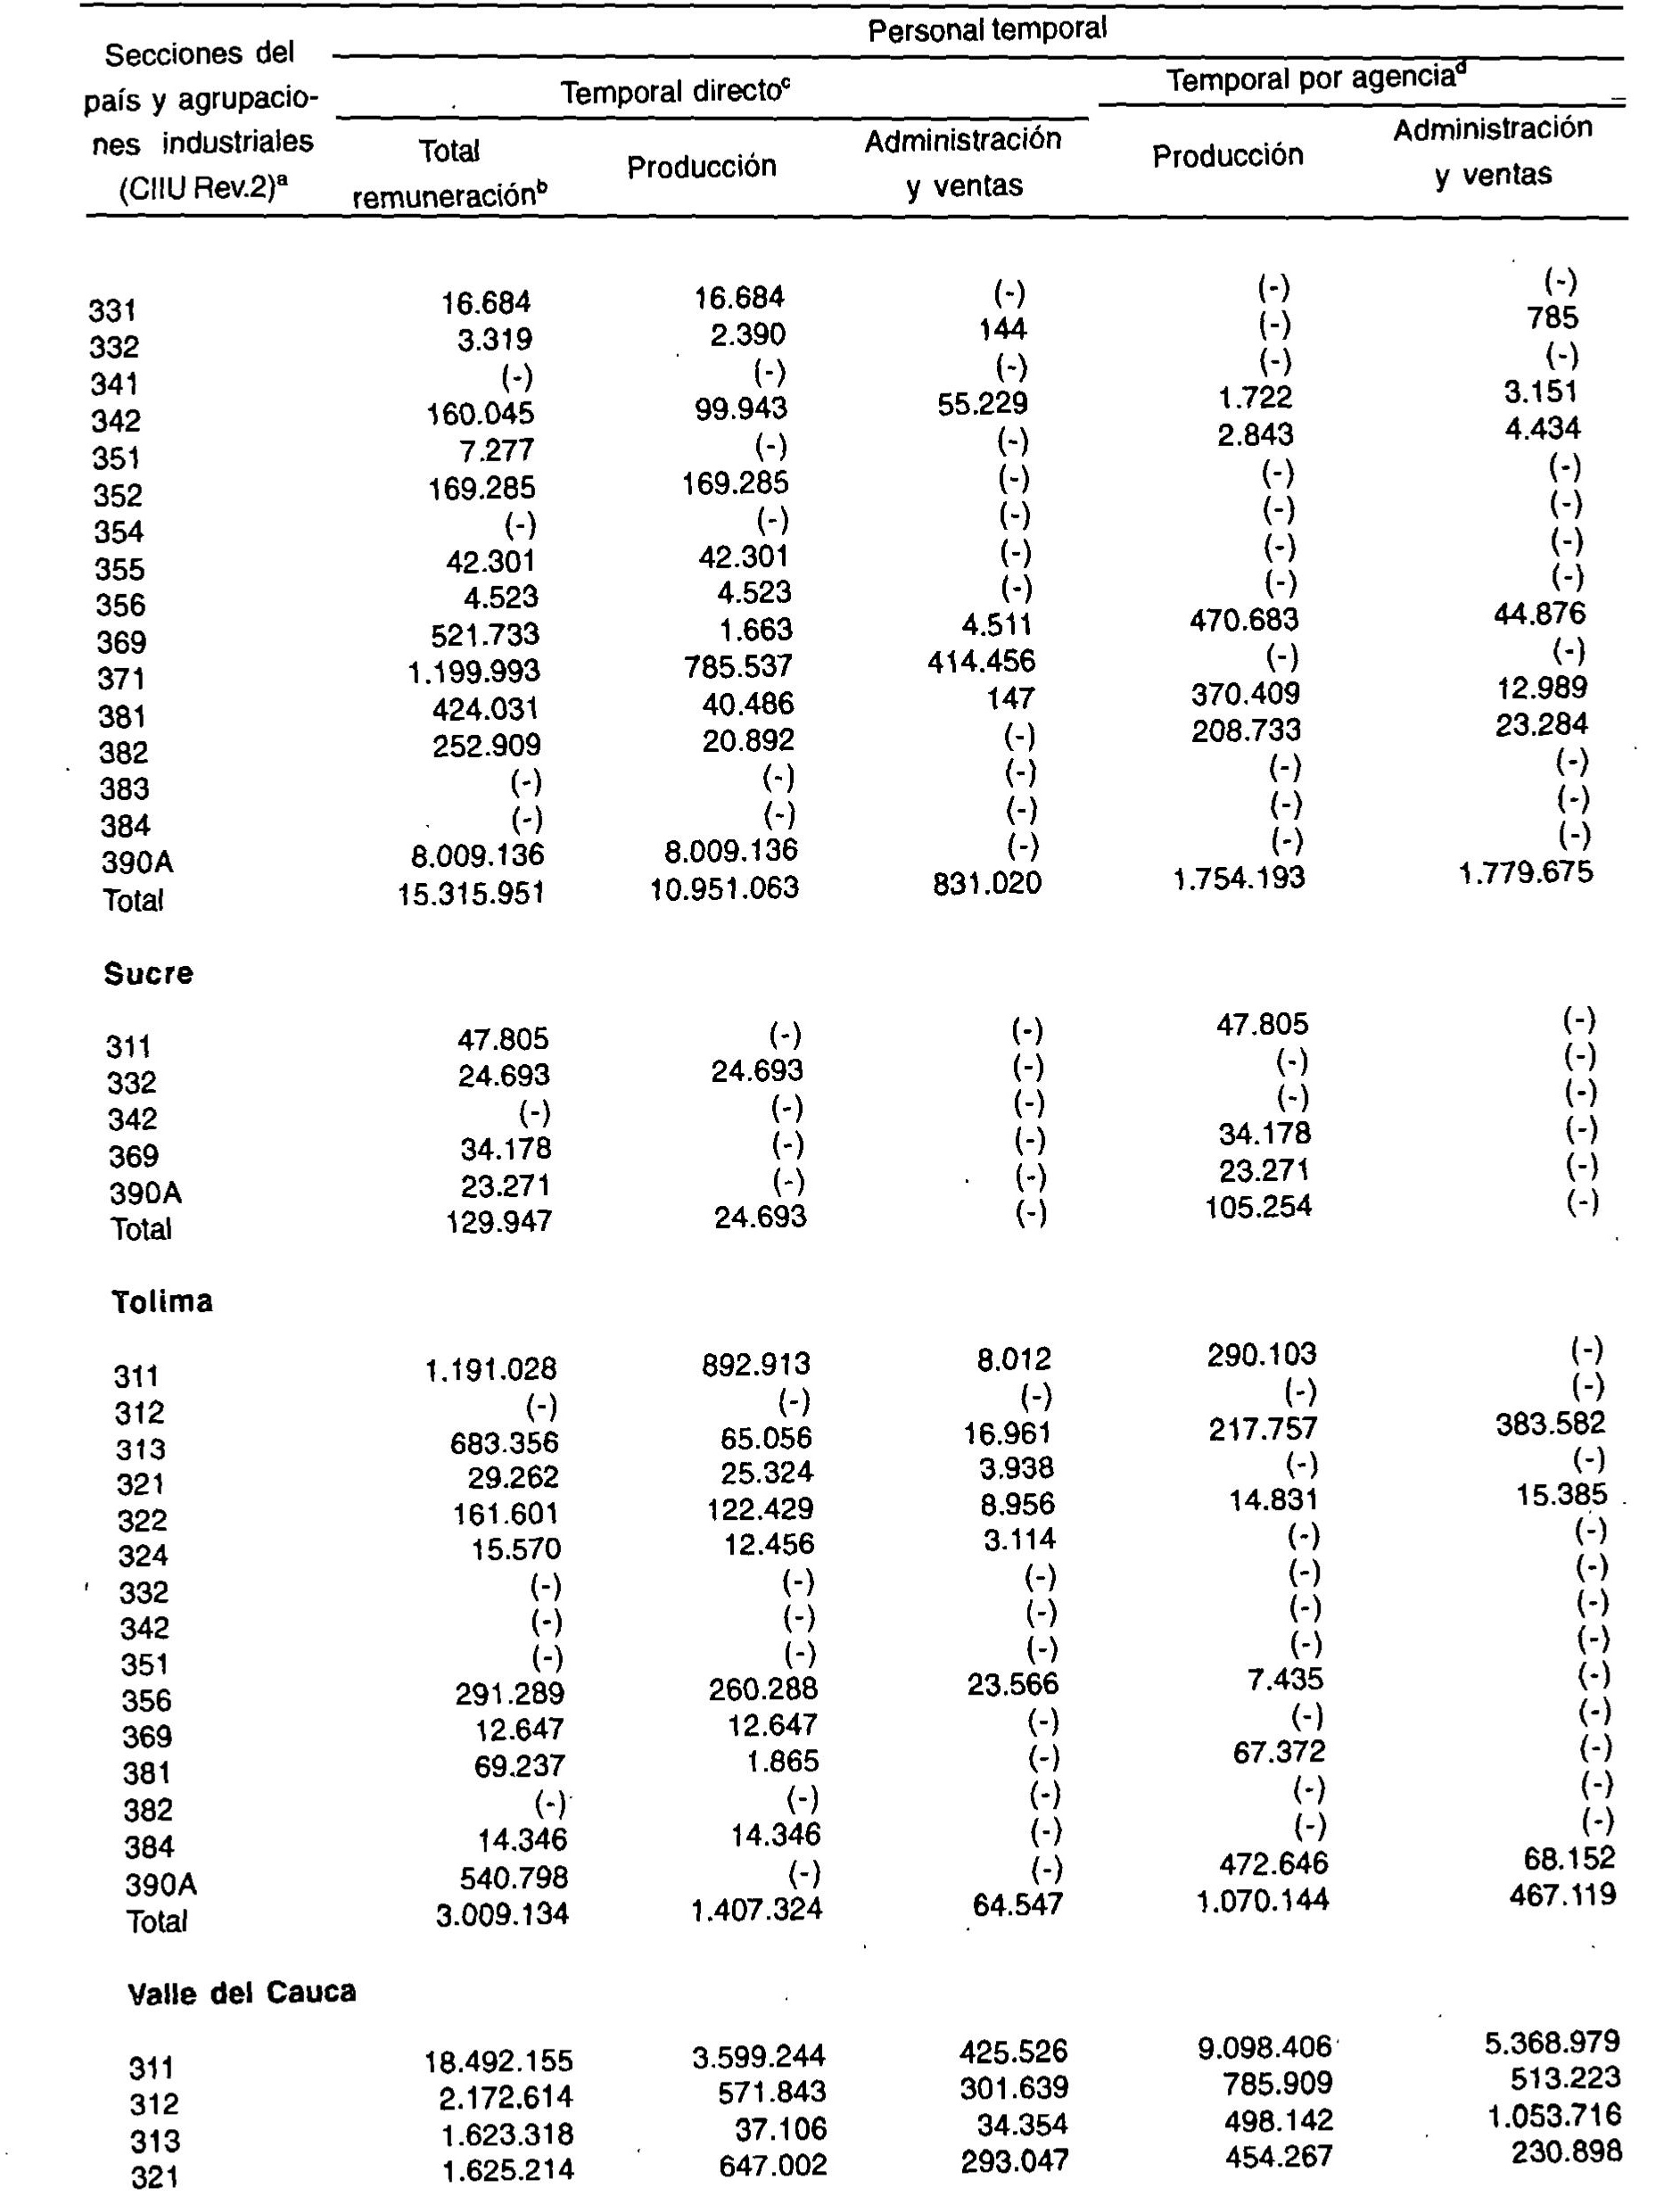 Personal temporal
Secciones del
país y agrupacio-
nes industriales
(CIIU Rev.2)ª
Temporal directoᶜ
Temporal por agenciaᵈ
Total
remuneraciónᵇ
Producción
Administración
y ventas
Producción
Administración
y ventas
331 16.684 16.684 (-) (-) (-)
332 3.319 2.390 144 (-) 785
341 (-) (-) (-) (-) (-)
342 160.045 99.943 55.229 1.722 3.151
351 7.277 (-) (-) 2.843 4.434
352 169.285 169.285 (-) (-) (-)
354 (-) (-) (-) (-) (-)
355 42.301 42.301 (-) (-) (-)
356 4.523 4.523 (-) (-) (-)
369 521.733 1.663 4.511 470.683 44.876
371 1.199.993 785.537 414.456 (-) (-)
381 424.031 40.486 147 370.409 12.989
382 252.909 20.892 (-) 208.733 23.284
383 (-) (-) (-) (-) (-)
384 (-) (-) (-) (-) (-)
390A 8.009.136 8.009.136 (-) (-) (-)
Total 15.315.951 10.951.063 831.020 1.754.193 1.779.675
Sucre
311 47.805 (-) (-) 47.805 (-)
332 24.693 24.693 (-) (-) (-)
342 (-) (-) (-) (-) (-)
369 34.178 (-) (-) 34.178 (-)
390A 23.271 (-) (-) 23.271 (-)
Total 129.947 24.693 (-) 105.254 (-)
Tolima
311 1.191.028 892.913 8.012 290.103 (-)
312 (-) (-) (-) (-) (-)
313 683.356 65.056 16.961 217.757 383.582
321 29.262 25.324 3.938 (-) (-)
322 161.601 122.429 8.956 14.831 15.385
324 15.570 12.456 3.114 (-) (-)
332 (-) (-) (-) (-) (-)
342 (-) (-) (-) (-) (-)
351 (-) (-) (-) (-) (-)
356 291.289 260.288 23.566 7.435 (-)
369 12.647 12.647 (-) (-) (-)
381 69.237 1.865 (-) 67.372 (-)
382 (-) (-) (-) (-) (-)
384 14.346 14.346 (-) (-) (-)
390A 540.798 (-) (-) 472.646 68.152
Total 3.009.134 1.407.324 64.547 1.070.144 467.119
Valle del Cauca
311 18.492.155 3.599.244 425.526 9.098.406 5.368.979
312 2.172.614 571.843 301.639 785.909 513.223
313 1.623.318 37.106 34.354 498.142 1.053.716
321 1.625.214 647.002 293.047 454.267 230.898